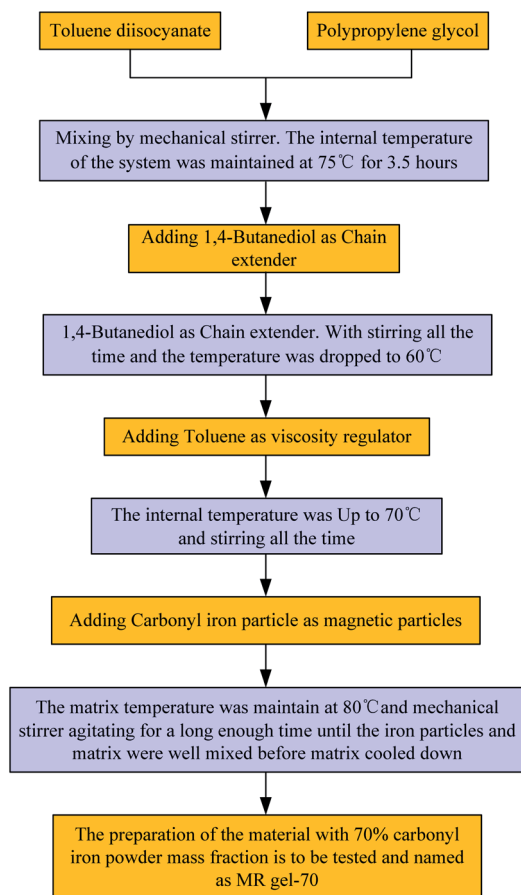 Toluene diisocyanate
Polypropylene glycol
Mixing by mechanical stirrer. The internal temperature
of the system was maintained at 75℃ for 3.5 hours
Adding 1,4-Butanediol as Chain
extender
1,4-Butanediol as Chain extender. With stirring all the
time and the temperature was dropped to 60℃
Adding Toluene as viscosity regulator
The internal temperature was Up to 70℃
and stirring all the time
Adding Carbonyl iron particle as magnetic particles
The matrix temperature was maintain at 80℃ and mechanical
stirrer agitating for a long enough time until the iron particles and
matrix were well mixed before matrix cooled down
The preparation of the material with 70% carbonyl
iron powder mass fraction is to be tested and named
as MR gel-70